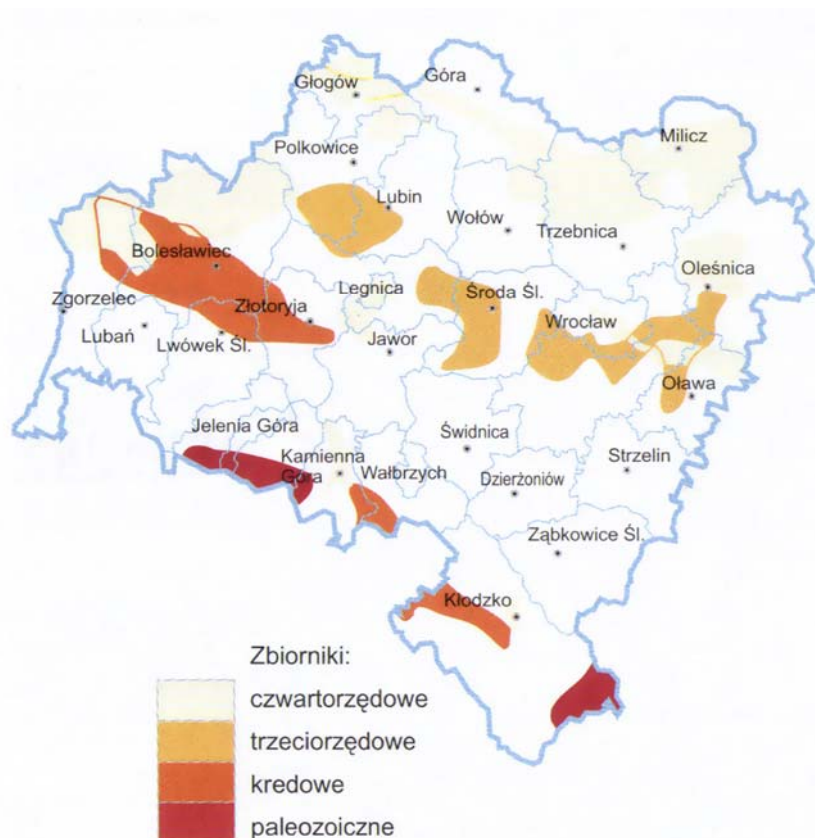 Góra
Głogów
Milicz
Polkowice
Lubin
Wołów
Trzebnica
Bolesławiec
Oleśnica
Zgorzelec
Złotoryja
Legnica
Środa Śl.
Wrocław
Lubań
Lwówek Śl.
Jawor
Oława
Jelenia Góra
Świdnica
Kamienna
Góra
Wałbrzych
Strzelin
Dzierżoniów
Ząbkowice Śl.
Kłodzko
Zbiorniki:
czwartorzędowe
trzeciorzędowe
kredowe
paleozoiczne